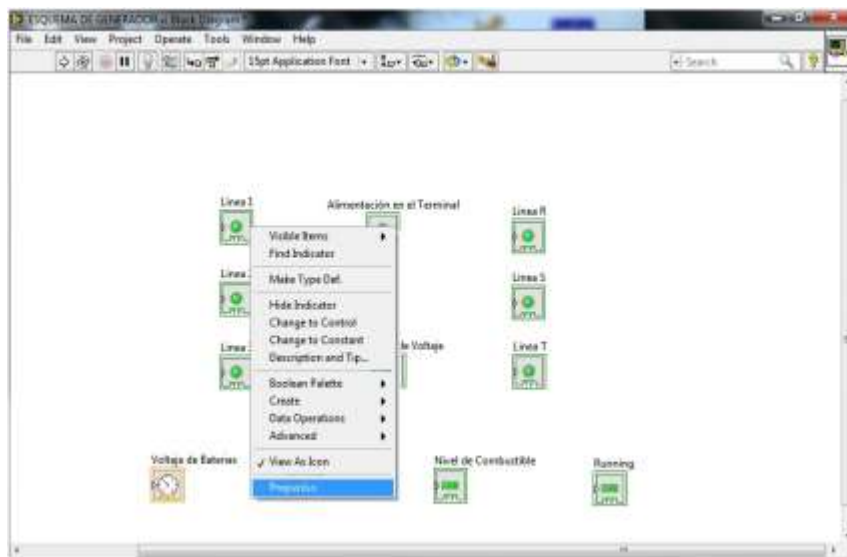 ESQUEMA DE GENERADOR.vi Block Diagram *
File Edit View Project Operate Tools Window Help
15pt Application Font
Search
Linea 1
Alimentación en el Terminal
Linea R
Visible Items
Find Indicator
Make Type Def.
Linea
Linea S
Hide Indicator
Change to Control
Change to Constant
Description and Tip...
Linea
de Voltaje
Linea T
Boolean Palette
Create
Data Operations
Advanced
View As Icon
Properties
Voltaje de Baterias
Nivel de Combustible
Running